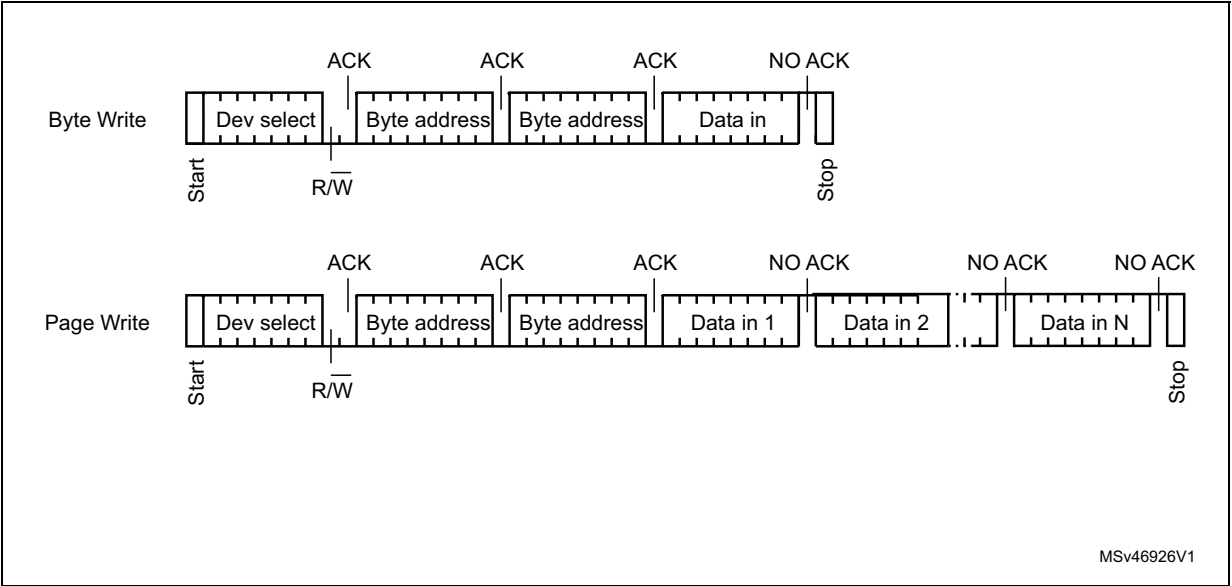 ACK ACK ACK NO ACK
Byte Write Dev select Byte address Byte address Data in
Start R/W̅ Stop
ACK ACK ACK NO ACK NO ACK NO ACK
Page Write Dev select Byte address Byte address Data in 1 Data in 2 Data in N
Start R/W̅ Stop
MSv46926V1